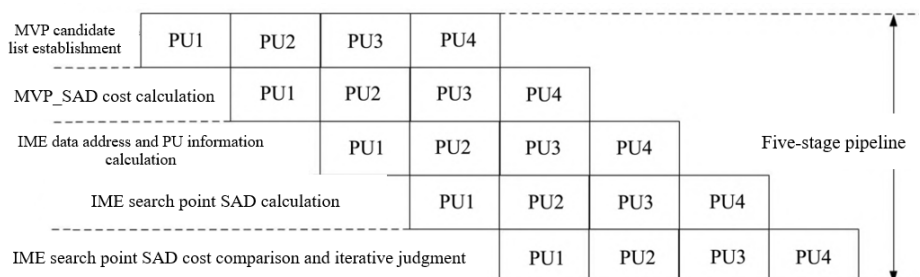 MVP candidate
list establishment
PU1 PU2 PU3 PU4
MVP_SAD cost calculation
PU1 PU2 PU3 PU4
IME data address and PU information
calculation
PU1 PU2 PU3 PU4
Five-stage pipeline
IME search point SAD calculation
PU1 PU2 PU3 PU4
IME search point SAD cost comparison and iterative judgment
PU1 PU2 PU3 PU4